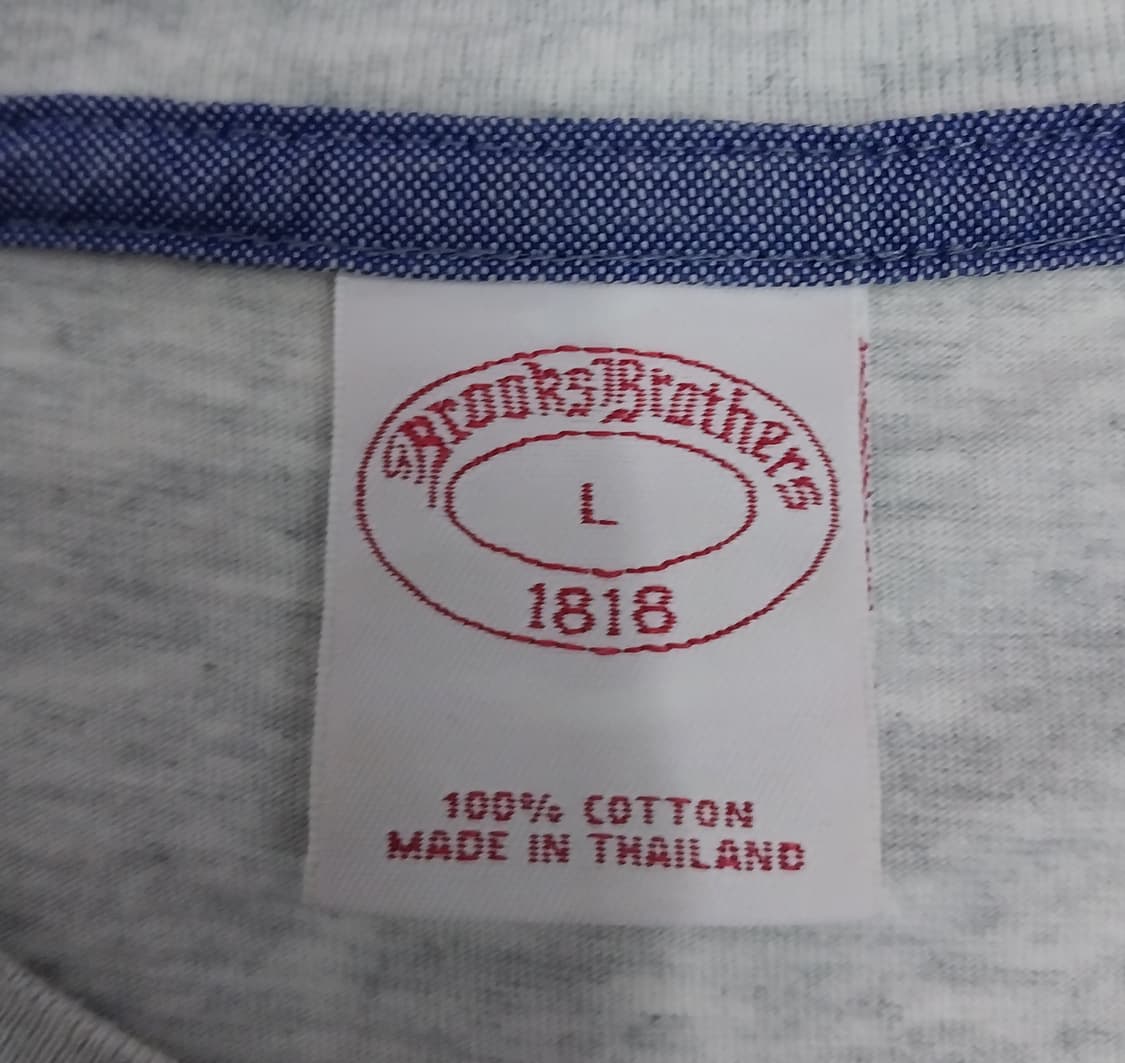 Brooks Brothers
L
1818
100% COTTON
MADE IN THAILAND